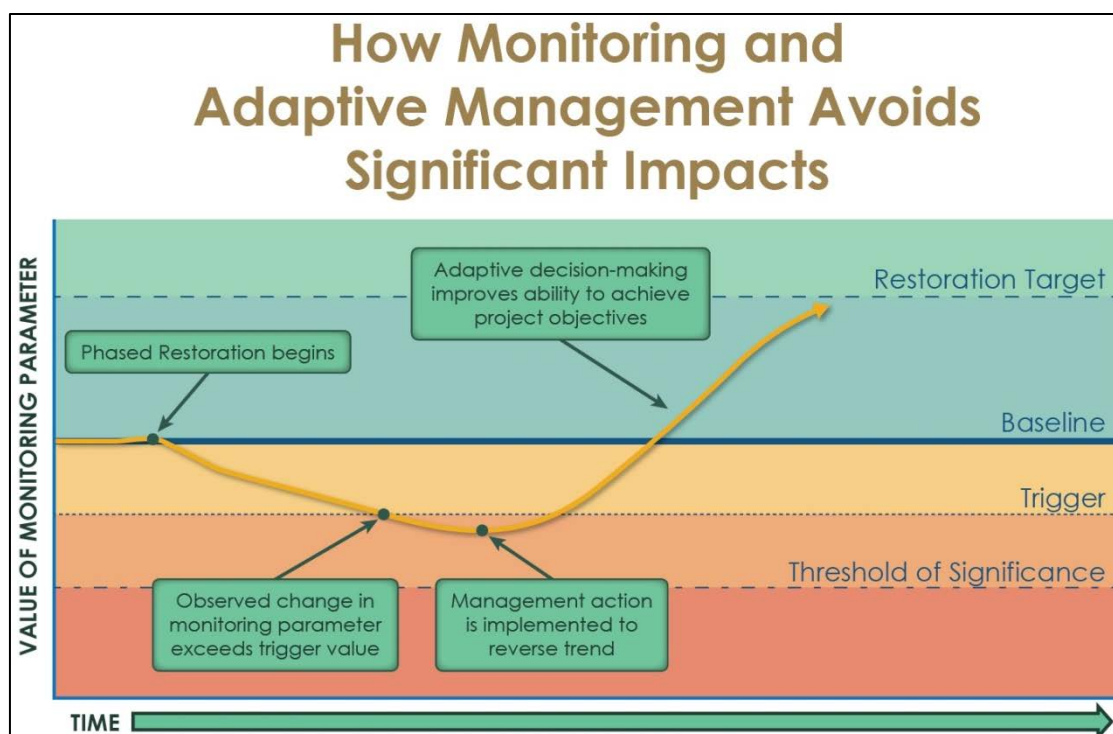 How Monitoring and
Adaptive Management Avoids
Significant Impacts
VALUE OF MONITORING PARAMETER
Restoration Target
Adaptive decision-making
improves ability to achieve
project objectives
Phased Restoration begins
Baseline
Trigger
Threshold of Significance
Observed change in
monitoring parameter
exceeds trigger value
Management action
is implemented to
reverse trend
TIME